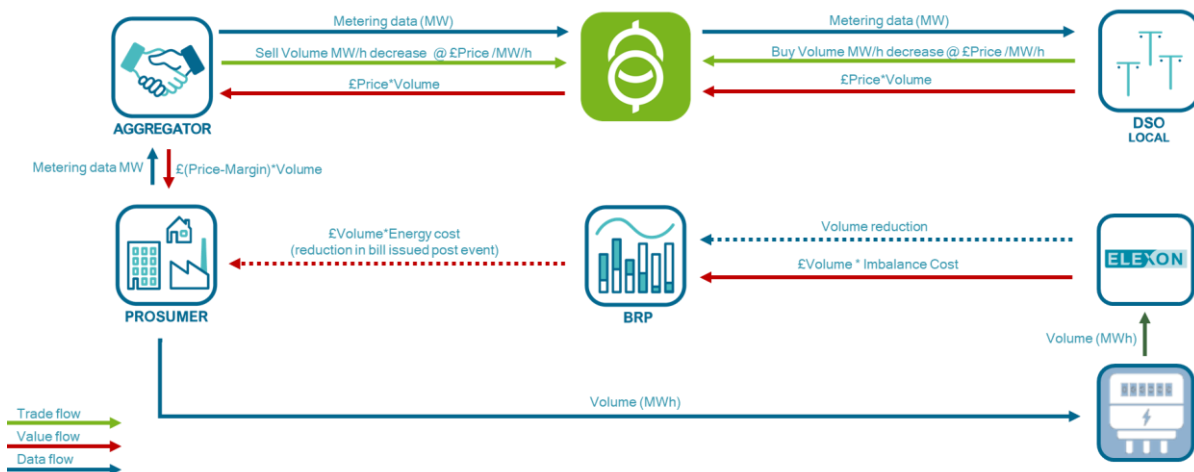 Metering data (MW)
Metering data (MW)
Sell Volume MW/h decrease @ £Price /MW/h
Buy Volume MW/h decrease @ £Price /MW/h
£Price*Volume
£Price*Volume
AGGREGATOR
DSO
LOCAL
Metering data MW
£(Price-Margin)*Volume
£Volume*Energy cost
(reduction in bill issued post event)
Volume reduction
£Volume * Imbalance Cost
ELEXON
PROSUMER
BRP
Volume (MWh)
Volume (MWh)
Trade flow
Value flow
Data flow